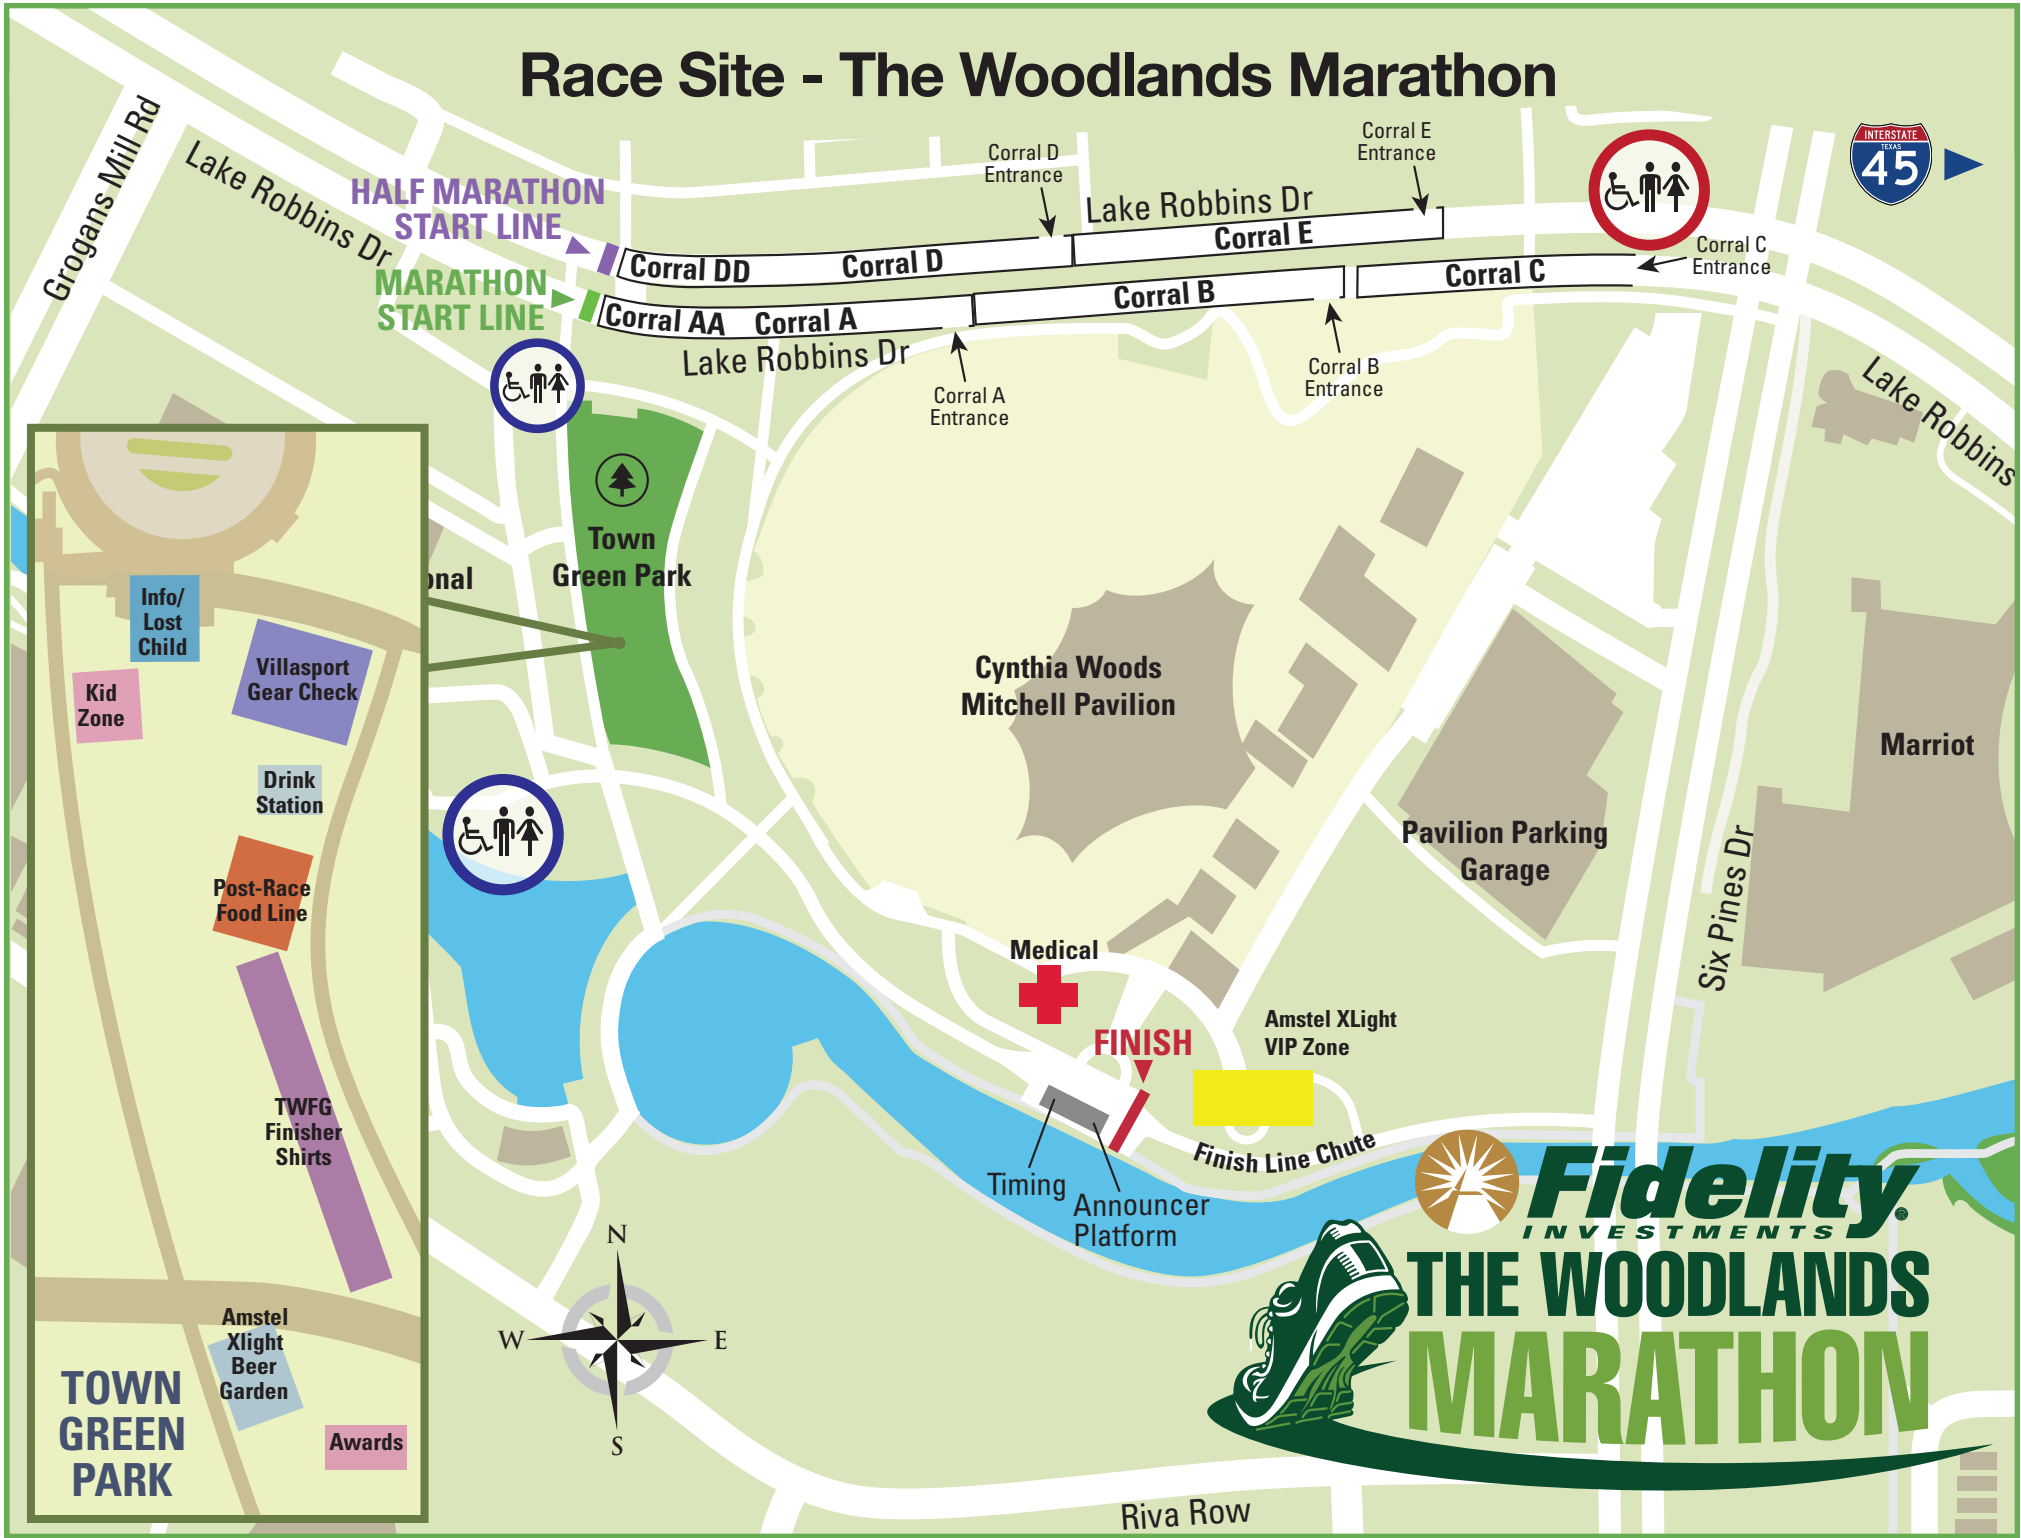 Race Site - The Woodlands Marathon
Grogans Mill Rd
Lake Robbins Dr
HALF MARATHON
START LINE
MARATHON
START LINE
Corral D
Entrance
Corral E
Entrance
Lake Robbins Dr
Corral DD
Corral D
Corral E
Corral AA
Corral A
Corral B
Corral C
Lake Robbins Dr
Corral A
Entrance
Corral B
Entrance
Corral C
Entrance
INTERSTATE
TEXAS
45
Lake Robbins
Town
Green Park
onal
Cynthia Woods
Mitchell Pavilion
Pavilion Parking
Garage
Marriot
Six Pines Dr
Medical
FINISH
Amstel XLight
VIP Zone
Finish Line Chute
Timing
Announcer
Platform
Info/
Lost
Child
Villasport
Gear Check
Kid
Zone
Drink
Station
Post-Race
Food Line
TWFG
Finisher
Shirts
Amstel
Xlight
Beer
Garden
Awards
TOWN
GREEN
PARK
N
W
E
S
Riva Row
Fidelity®
INVESTMENTS
THE WOODLANDS
MARATHON